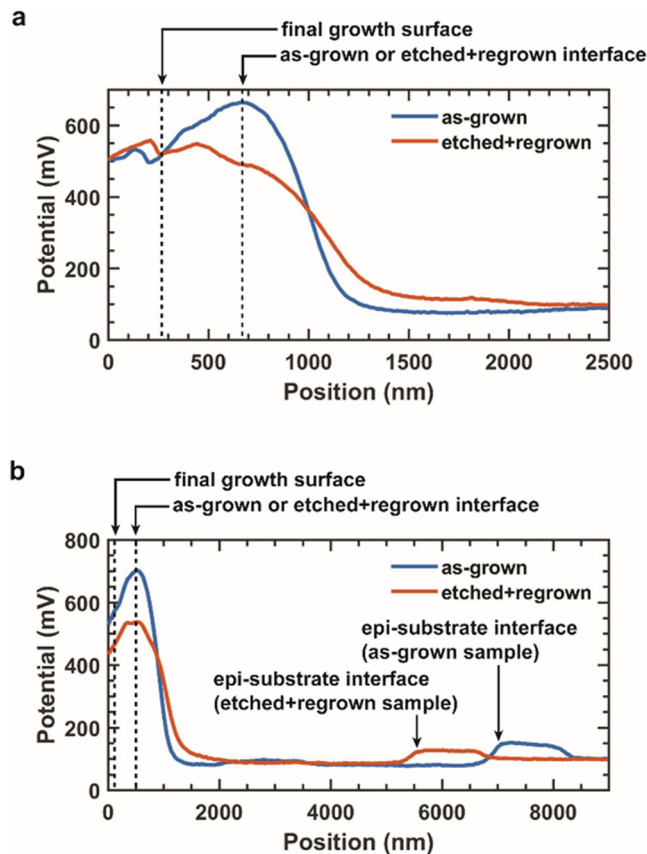 a
final growth surface
as-grown or etched+regrown interface
600
400
200
0
Potential (mV)
as-grown
etched+regrown
0
500
1000
1500
2000
2500
Position (nm)
b
final growth surface
as-grown or etched+regrown interface
800
600
400
200
0
Potential (mV)
as-grown
etched+regrown
epi-substrate interface
(as-grown sample)
epi-substrate interface
(etched+regrown sample)
0
2000
4000
6000
8000
Position (nm)